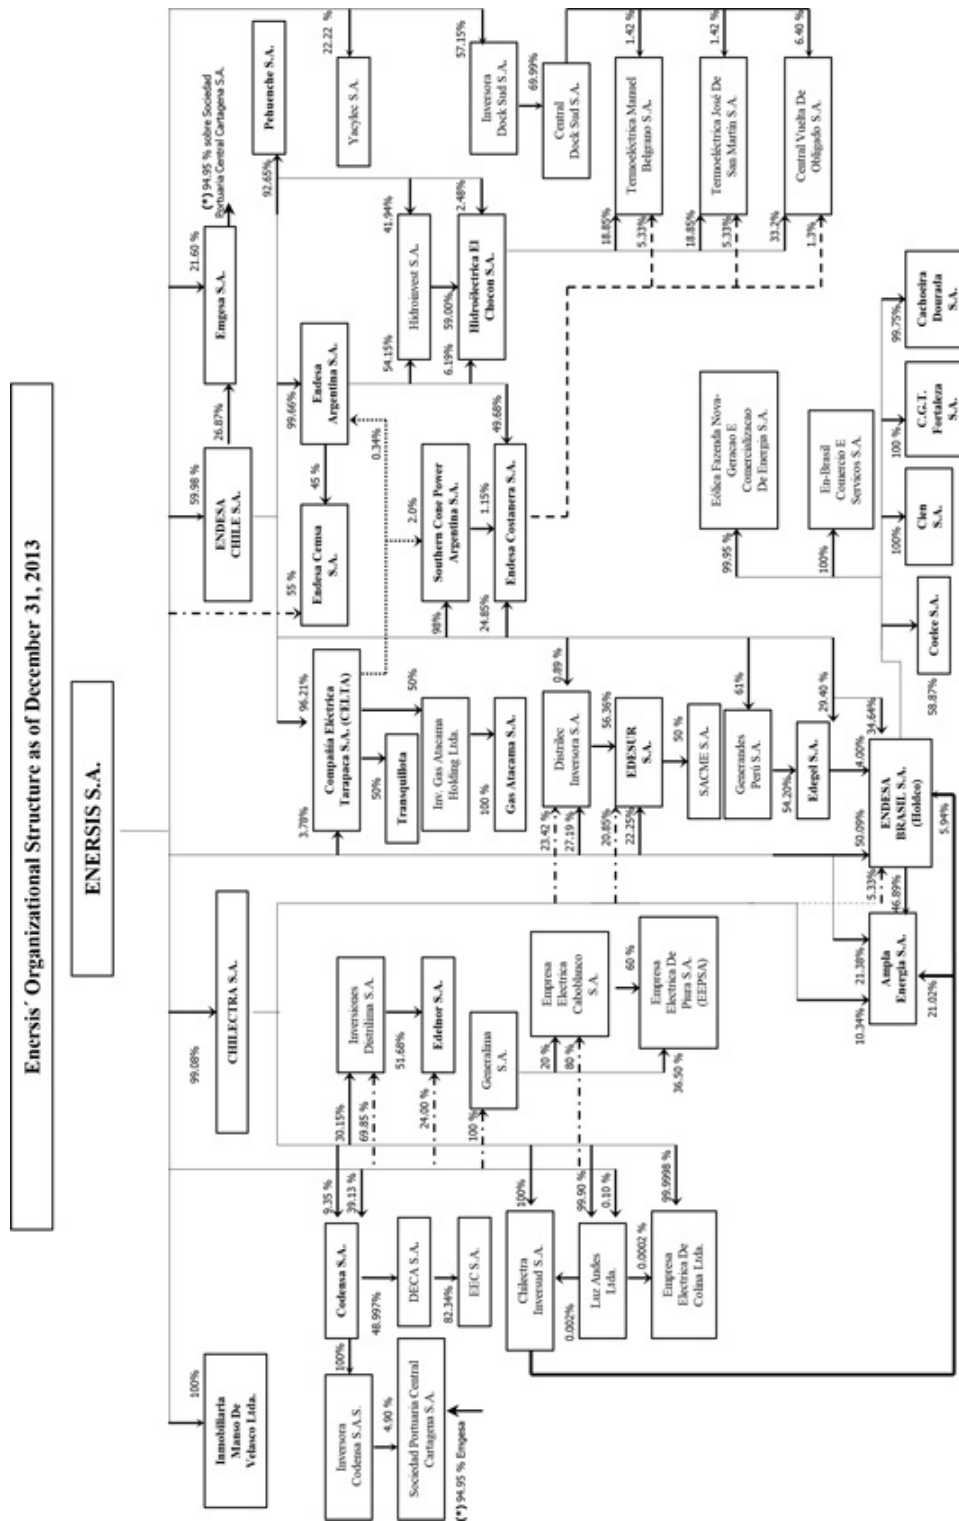 Enersis´ Organizational Structure as of December 31, 2013
ENERSIS S.A.
100%
Inmobiliaria
Manso De
Velasco Ltda.
99.08%
CHILECTRA S.A.
59.98 %
ENDESA
CHILE S.A.
26.87%
21.60 %
Emgesa S.A.
(*) 94.95 % sobre Sociedad
Portuaria Central Cartagena S.A.
92.65%
Pehuenche S.A.
22.22 %
Yacylec S.A.
57.15%
Inversora
Dock Sud S.A.
69.99%
Central
Dock Sud S.A.
100%
Inversora
Codensa S.A.S.
4.90 %
Sociedad Portuaria Central
Cartagena S.A.
(*) 94.95 % Emgesa
9.35 %
39.13 %
Codensa S.A.
48.997%
DECA S.A.
82.34%
EEC S.A.
30.15%
69.85 %
Inversiones
Distrilima S.A.
51.68%
24.00 %
Edelnor S.A.
100 %
Generalima
S.A.
20 %
80 %
Empresa
Electrica
Caboblanco
S.A.
60 %
36.50 %
Empresa
Electrica De
Piura S.A.
(EEPSA)
100%
Chilectra
Inversud S.A.
0.002%
99.90 %
0.10 %
Luz Andes
Ltda.
0.0002 %
99.9998 %
Empresa
Electrica De
Colina Ltda.
3.78%
96.21%
Compañía Eléctrica
Tarapaca S.A. (CELTA)
50%
Transquillota
50%
Inv. Gas Atacama
Holding Ltda.
100 %
Gas Atacama S.A.
55 %
Endesa Cemsa
S.A.
45 %
99.66%
Endesa
Argentina S.A.
0.34%
2.0%
98%
Southern Cone Power
Argentina S.A.
1.15%
24.85%
49.68%
Endesa Costanera S.A.
54.15%
41.94%
Hidroinvest S.A.
59.00%
6.19%
2.48%
Hidroëlectrica El
Chocon S.A.
18.85%
5.33%
1.42 %
Termoeléctrica Manuel
Belgrano S.A.
18.85%
5.33%
1.42 %
Termoeléctrica José De
San Martín S.A.
33.2%
1.3%
6.40 %
Central Vuelta De
Obligado S.A.
23.42 %
27.19 %
0.89 %
Distrilec
Inversora S.A.
56.36%
20.85%
22.25%
EDESUR
S.A.
50 %
SACME S.A.
61%
Generandes
Perú S.A.
54.20%
29.40 %
Edegel S.A.
4.00%
34.64%
50.09%
5.33%
5.94%
ENDESA
BRASIL S.A.
(Holdco)
46.89%
21.38%
10.34%
21.02%
Ampla
Energia S.A.
99.95 %
Eólica Fazenda Nova-
Geracao E
Comercializacao
De Energia S.A.
100%
En-Brasil
Comercio E
Servicos S.A.
58.87%
Coelce S.A.
100%
Cien
S.A.
100 %
C.G.T.
Fortaleza
S.A.
99.75%
Cachoeira
Dourada
S.A.